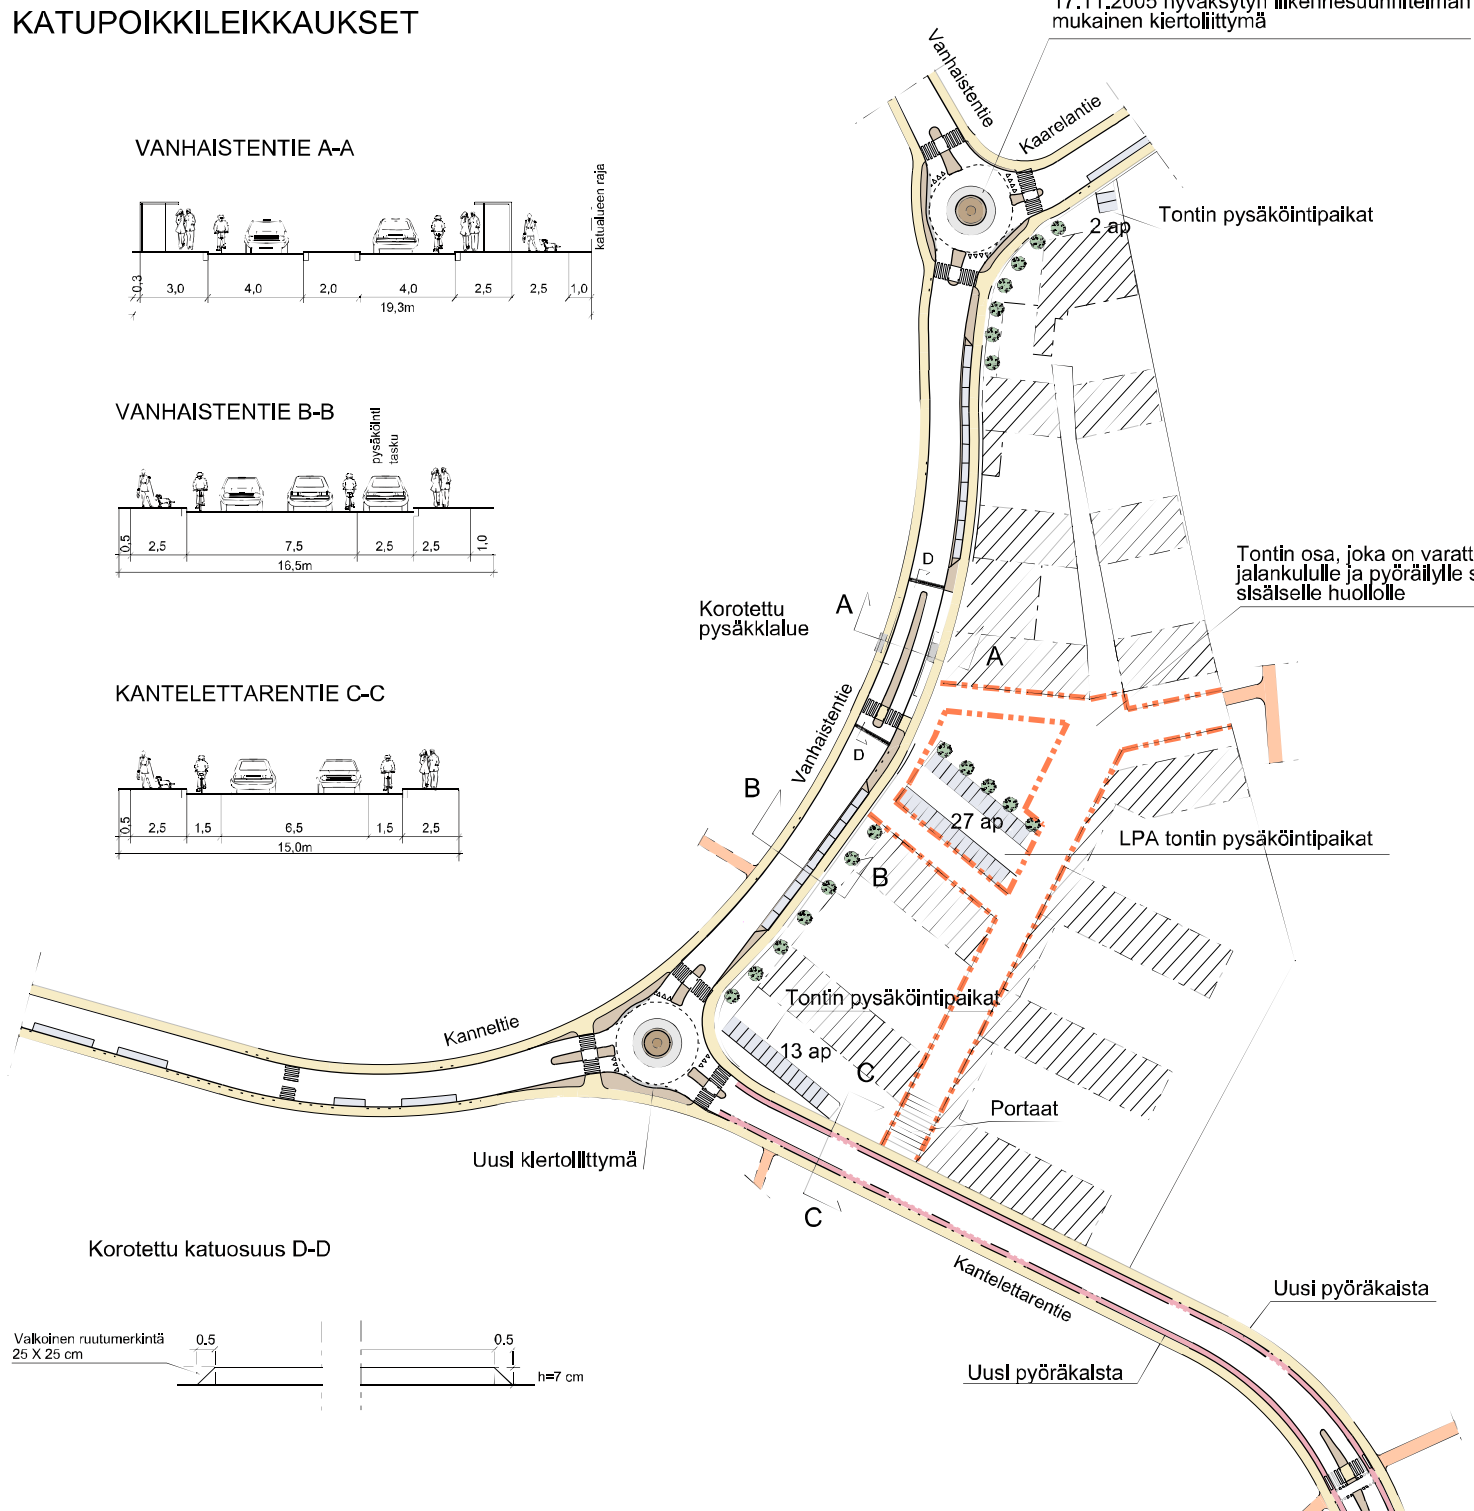 KATUPOIKKILEIKKAUKSET
17.11.2005 hyväksytyn liikennesuunnitelman
mukainen kiertoliittymä
VANHAISTENTIE A-A
katualueen raja
0,3 3,0 4,0 2,0 4,0 2,5 2,5 1,0
19,3m
VANHAISTENTIE B-B
pysäköinti
tasku
0,5 2,5 7,5 2,5 2,5 1,0
16,5m
KANTELETTARENTIE C-C
0,5 2,5 1,5 6,5 1,5 2,5
15,0m
Vanhaistentie
Kaarelantie
Tontin pysäköintipaikat
2 ap
Tontin osa, joka on varatt
jalankululle ja pyöräilylle s
sisäiselle huollolle
D
A
Korotettu
pysäkkialue
A
Vanhaistentie
D
B
27 ap
LPA tontin pysäköintipaikat
B
Tontin pysäköintipaikat
Kanneltie
13 ap
C
Portaat
Uusi kiertoliittymä
C
Kantelettarentie
Uusi pyöräkaista
Uusi pyöräkaista
Korotettu katuosuus D-D
Valkoinen ruutumerkintä
25 X 25 cm
0.5 0.5
h=7 cm